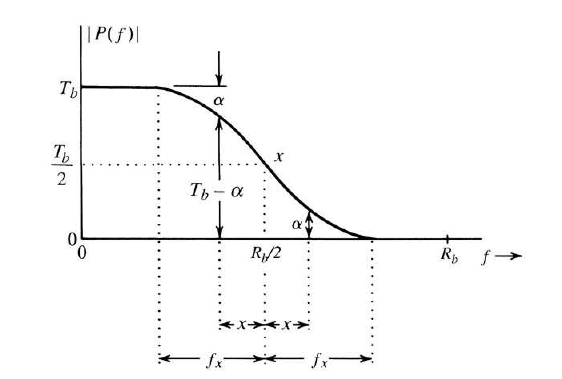 |P(f)|
T_b
α
T_b/2
x
T_b − α
α
0
0
R_b/2
R_b
f →
x
x
f_x
f_x